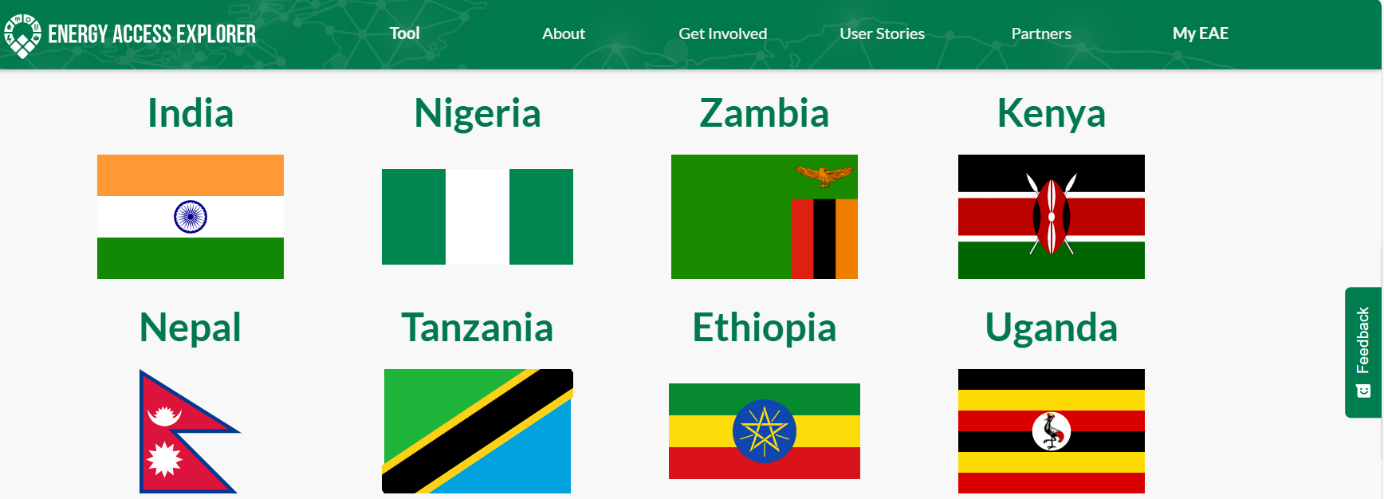 ENERGY ACCESS EXPLORER
Tool About Get Involved User Stories Partners My EAE
India Nigeria Zambia Kenya
Nepal Tanzania Ethiopia Uganda
Feedback